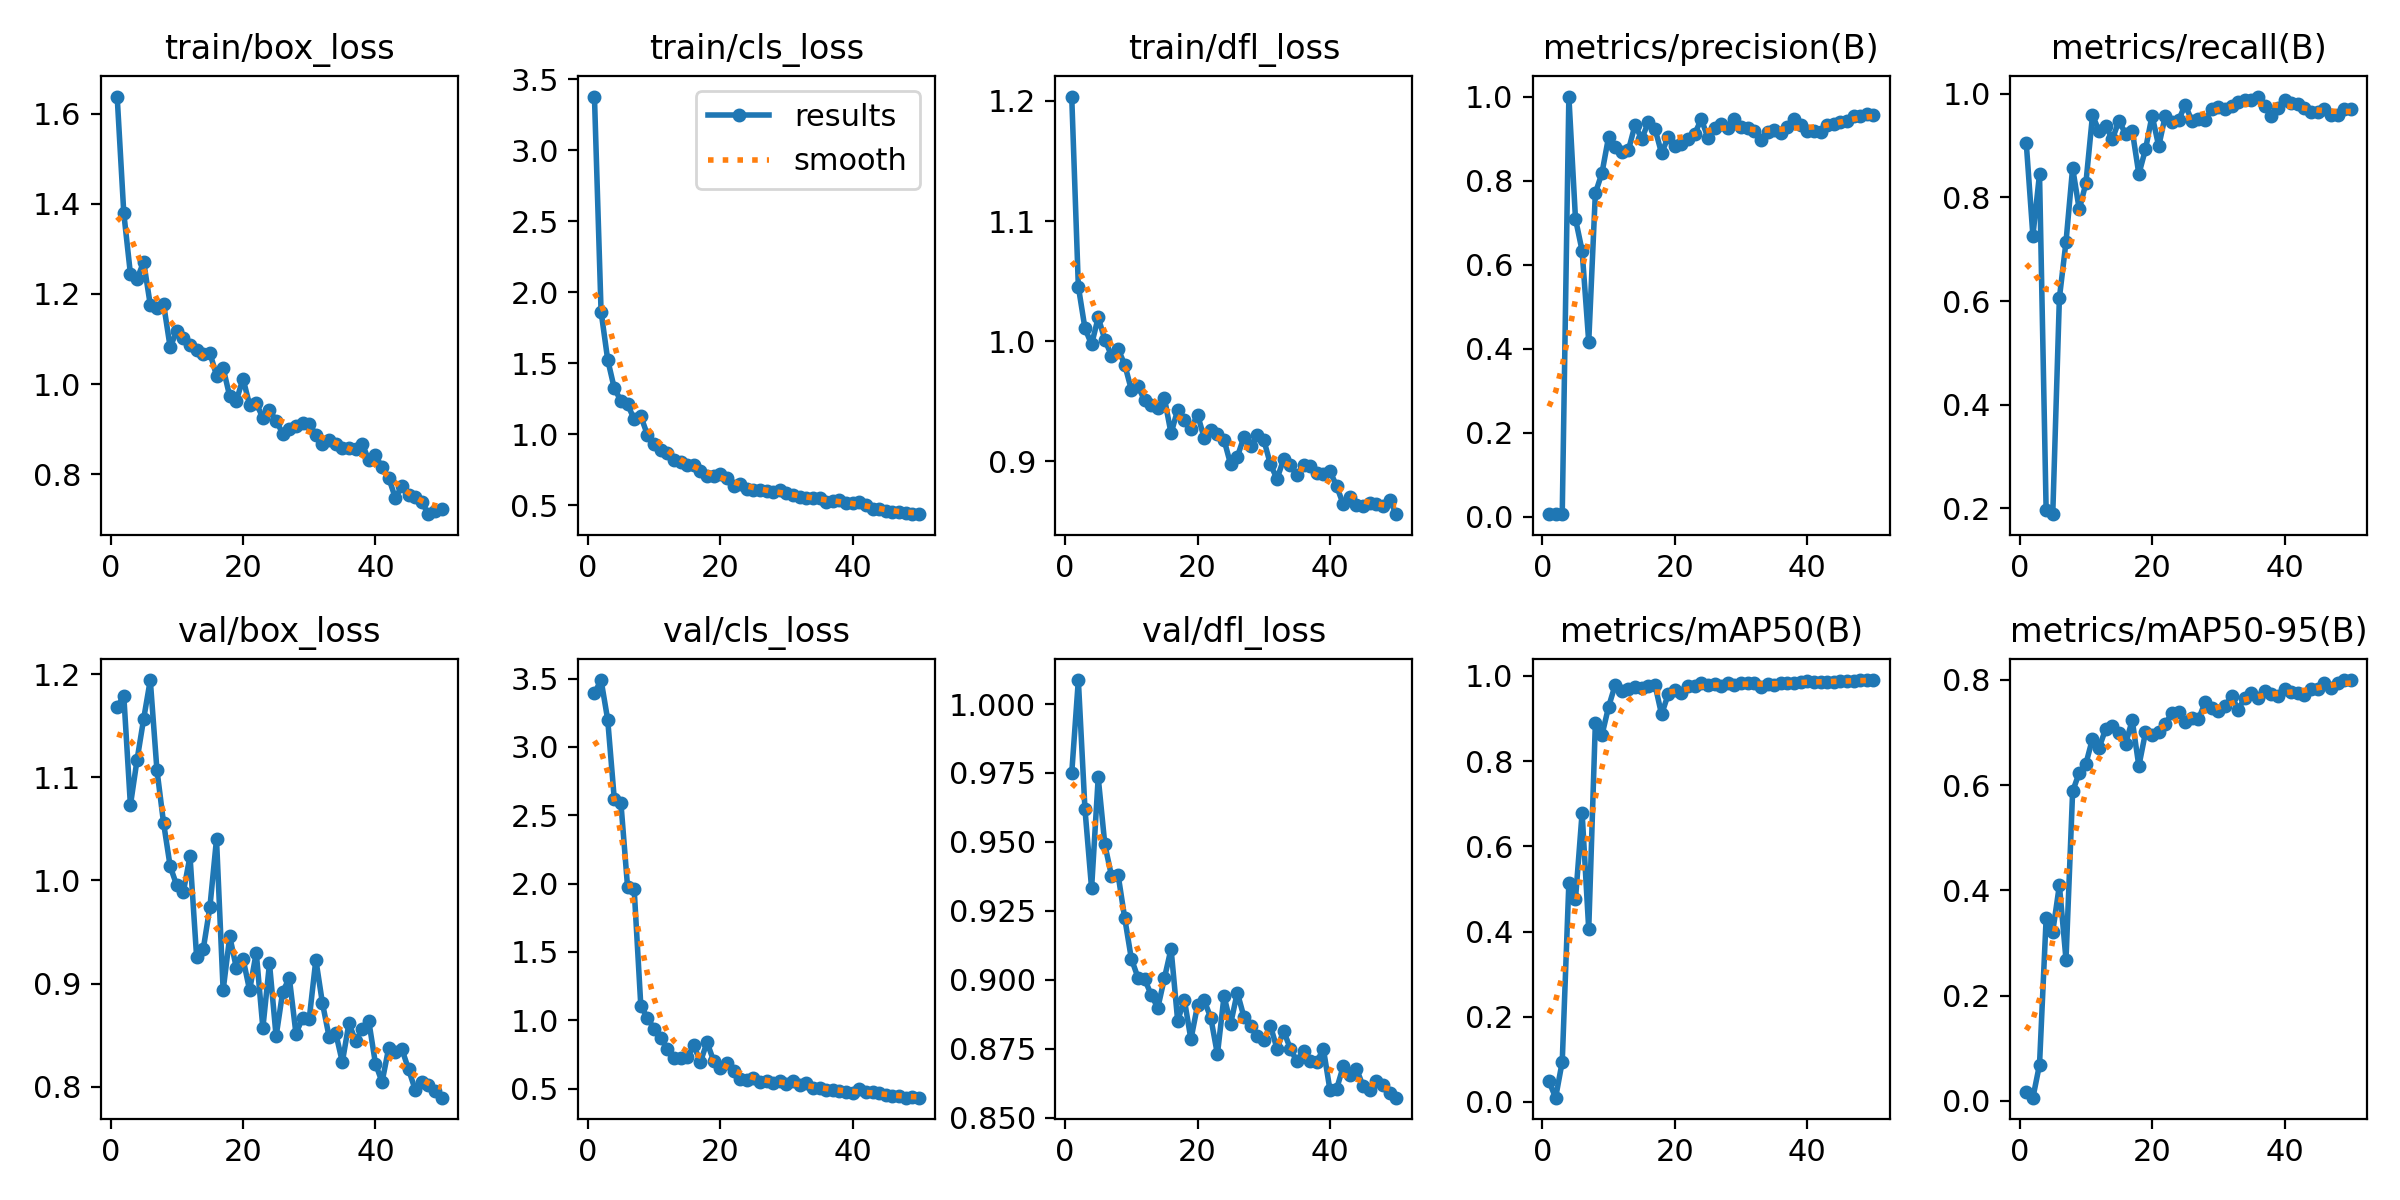 train/box_loss
1.6
1.4
1.2
1.0
0.8
0 20 40
train/cls_loss
3.5
3.0
2.5
2.0
1.5
1.0
0.5
results
smooth
0 20 40
train/dfl_loss
1.2
1.1
1.0
0.9
0 20 40
metrics/precision(B)
1.0
0.8
0.6
0.4
0.2
0.0
0 20 40
metrics/recall(B)
1.0
0.8
0.6
0.4
0.2
0 20 40
val/box_loss
1.2
1.1
1.0
0.9
0.8
0 20 40
val/cls_loss
3.5
3.0
2.5
2.0
1.5
1.0
0.5
0 20 40
val/dfl_loss
1.000
0.975
0.950
0.925
0.900
0.875
0.850
0 20 40
metrics/mAP50(B)
1.0
0.8
0.6
0.4
0.2
0.0
0 20 40
metrics/mAP50-95(B)
0.8
0.6
0.4
0.2
0.0
0 20 40